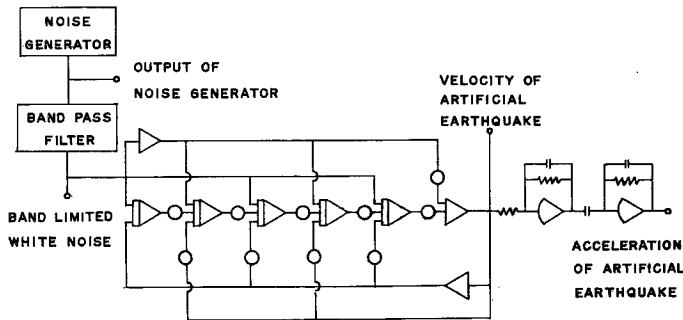 NOISE
GENERATOR
OUTPUT OF
NOISE GENERATOR
BAND PASS
FILTER
BAND LIMITED
WHITE NOISE
VELOCITY OF
ARTIFICIAL
EARTHQUAKE
ACCELERATION
OF ARTIFICIAL
EARTHQUAKE